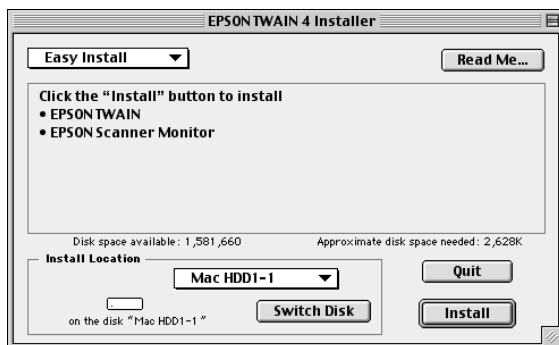 EPSON TWAIN 4 Installer
Easy Install
Read Me...
Click the “Install” button to install
• EPSON TWAIN
• EPSON Scanner Monitor
Disk space available: 1,581,660
Approximate disk space needed: 2,628K
Install Location
Mac HDD1-1
Quit
on the disk “Mac HDD1-1 ”
Switch Disk
Install